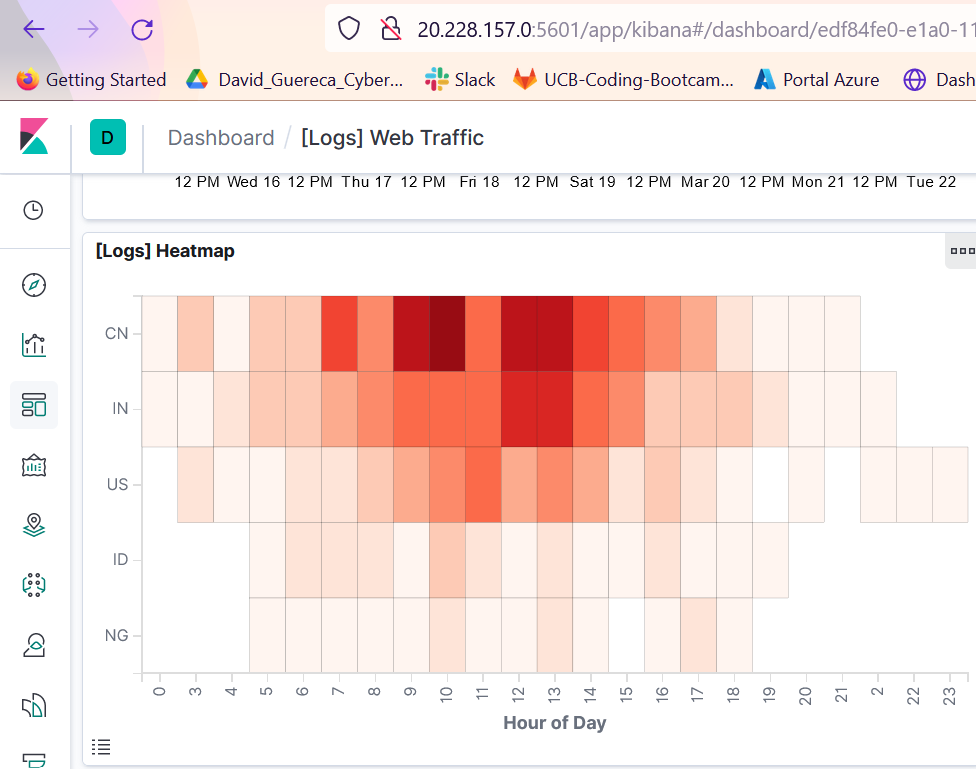 20.228.157.0:5601/app/kibana#/dashboard/edf84fe0-e1a0-11
Getting Started David_Guereca_Cyber... Slack UCB-Coding-Bootcam... Portal Azure Dash
D Dashboard / [Logs] Web Traffic
12 PM Wed 16 12 PM Thu 17 12 PM Fri 18 12 PM Sat 19 12 PM Mar 20 12 PM Mon 21 12 PM Tue 22
[Logs] Heatmap
CN
IN
US
ID
NG
0 3 4 5 6 7 8 9 10 11 12 13 14 15 16 17 18 19 20 21 2 22 23
Hour of Day